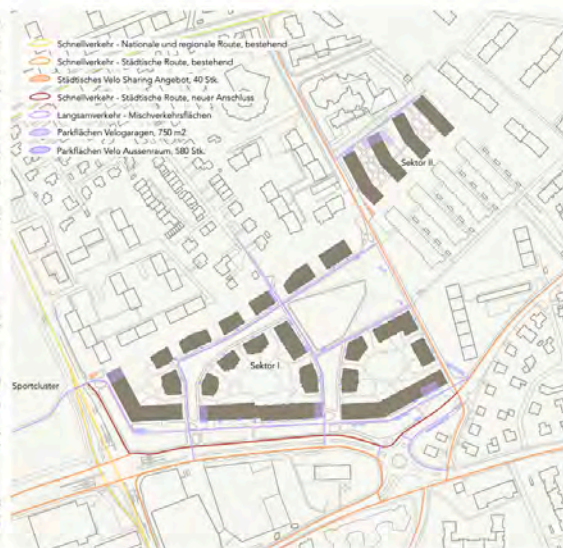 Schnellverkehr - Nationale und regionale Route, bestehend
Schnellverkehr - Städtische Route, bestehend
Städtisches Velo Sharing Angebot, 40 Stk.
Schnellverkehr - Städtische Route, neuer Anschluss
Langsamverkehr - Mischverkehrsflächen
Parkflächen Velogaragen, 750 m2
Parkflächen Velo Aussenraum, 580 Stk.
Sektor II.
Sektor I.
Sportcluster